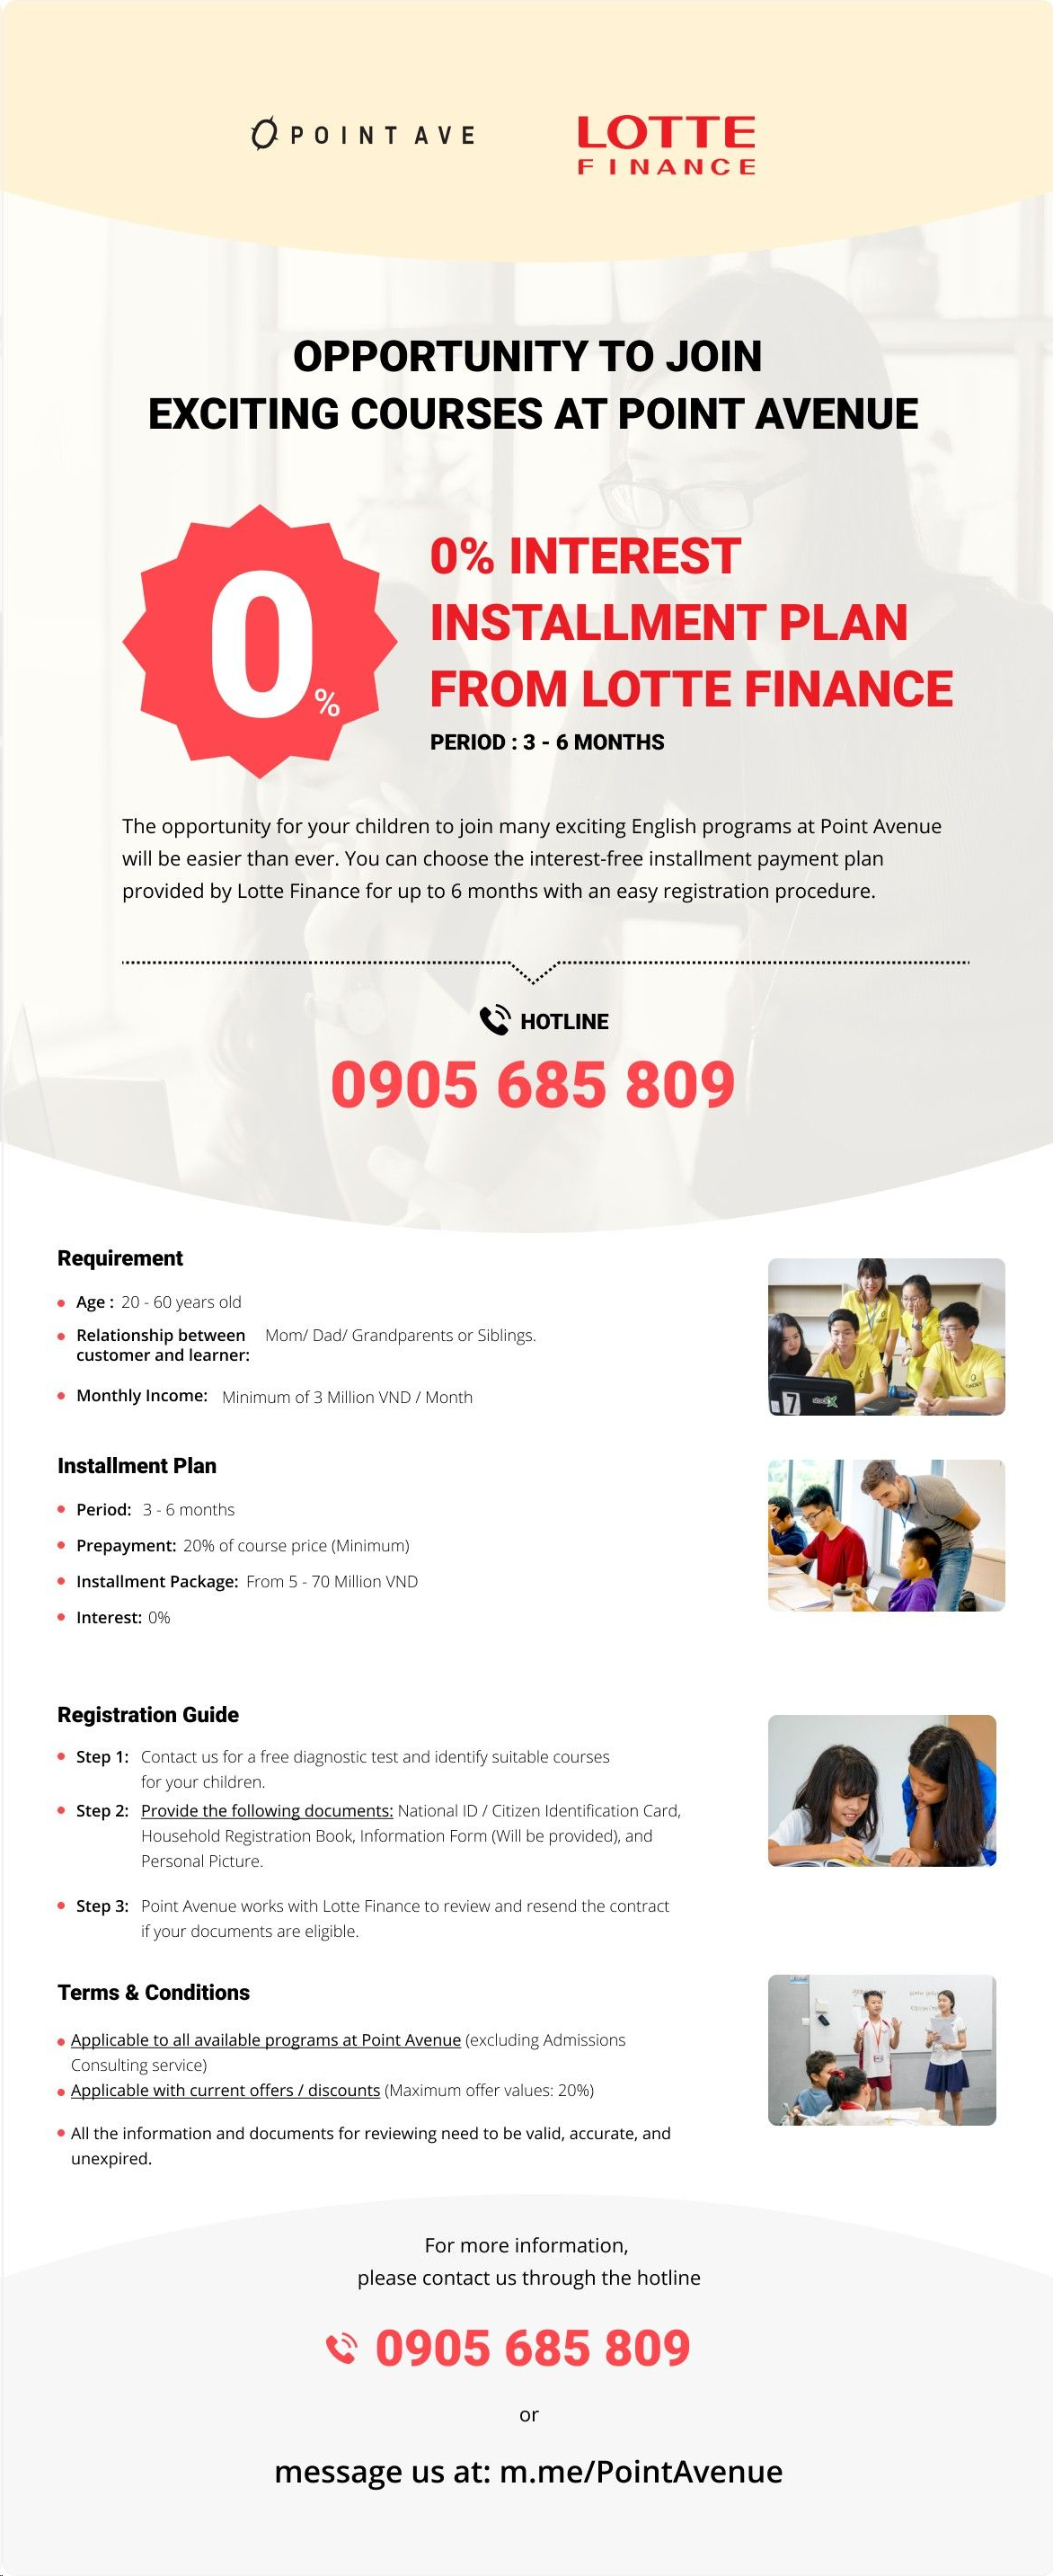 POINT AVE
LOTTE
FINANCE
OPPORTUNITY TO JOIN
EXCITING COURSES AT POINT AVENUE
0%
0% INTEREST
INSTALLMENT PLAN
FROM LOTTE FINANCE
PERIOD : 3 - 6 MONTHS
The opportunity for your children to join many exciting English programs at Point Avenue
will be easier than ever. You can choose the interest-free installment payment plan
provided by Lotte Finance for up to 6 months with an easy registration procedure.
HOTLINE
0905 685 809
Requirement
Age : 20 - 60 years old
Relationship between Mom/ Dad/ Grandparents or Siblings.
customer and learner:
Monthly Income: Minimum of 3 Million VND / Month
Installment Plan
Period: 3 - 6 months
Prepayment: 20% of course price (Minimum)
Installment Package: From 5 - 70 Million VND
Interest: 0%
Registration Guide
Step 1: Contact us for a free diagnostic test and identify suitable courses
for your children.
Step 2: Provide the following documents: National ID / Citizen Identification Card,
Household Registration Book, Information Form (Will be provided), and
Personal Picture.
Step 3: Point Avenue works with Lotte Finance to review and resend the contract
if your documents are eligible.
Terms & Conditions
Applicable to all available programs at Point Avenue (excluding Admissions
Consulting service)
Applicable with current offers / discounts (Maximum offer values: 20%)
All the information and documents for reviewing need to be valid, accurate, and
unexpired.
For more information,
please contact us through the hotline
0905 685 809
or
message us at: m.me/PointAvenue
7